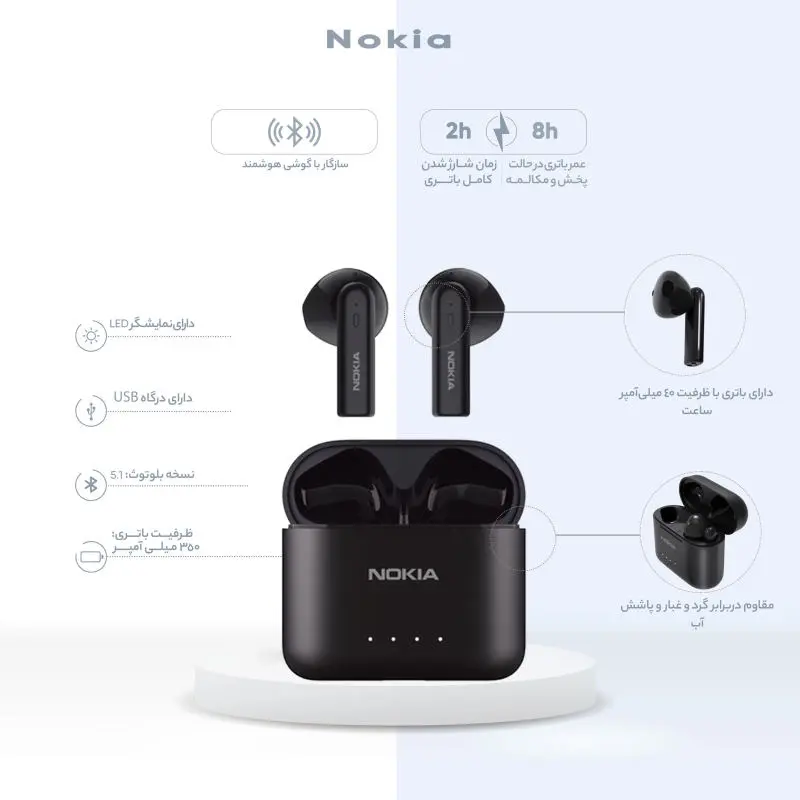 Nokia
2h
8h
سازگار با گوشی هوشمند
عمر باتری در حالت
پخش و مکالمه
زمان شارژ شدن
کامل باتری
دارای نمایشگر LED
دارای درگاه USB
نسخه بلوتوث: 5.1
ظرفیت باتری:
۳۵۰ میلی آمپر
NOKIA
NOKIA
دارای باتری با ظرفیت ٤٠ میلی‌آمپر
ساعت
NOKIA
NOKIA
مقاوم دربرابر گرد و غبار و پاشش
آب